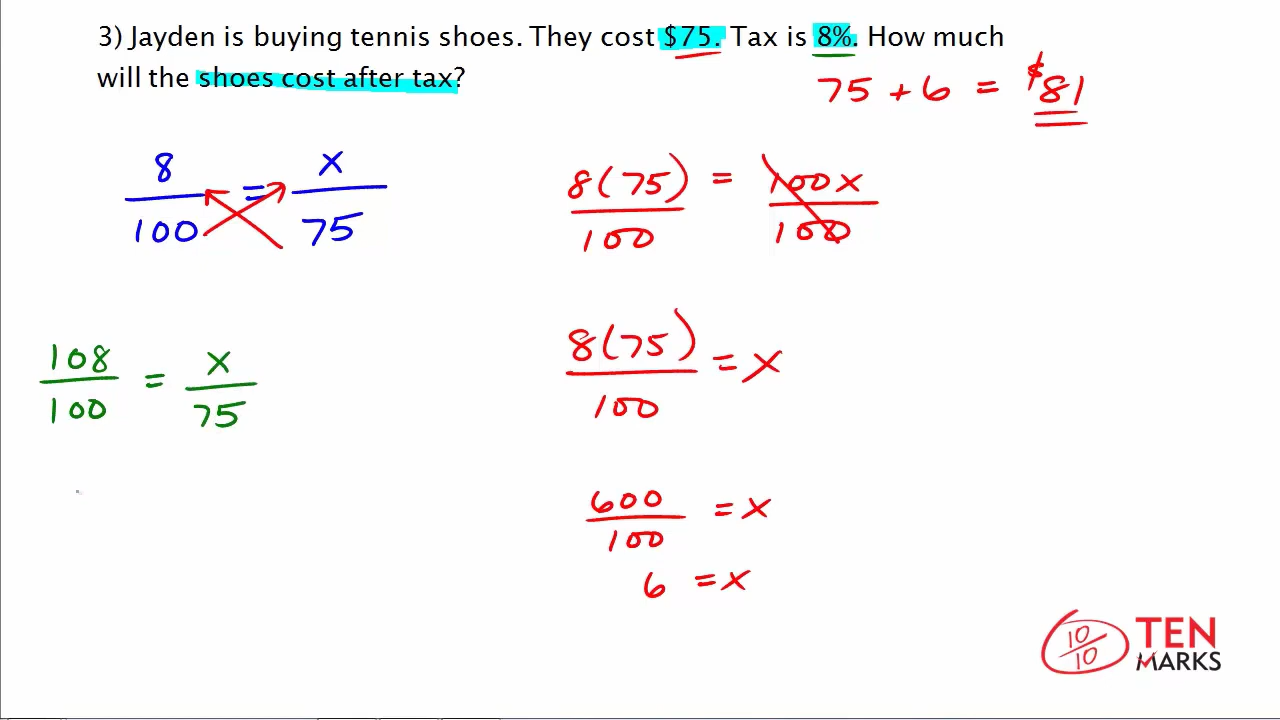 3) Jayden is buying tennis shoes. They cost $75. Tax is 8%. How much
will the shoes cost after tax?
75 + 6 = $81
8/100 = x/75
8(75)/100 = 100x/100
108/100 = x/75
8(75)/100 = x
600/100 = x
6 = x
10/10 TEN
MARKS